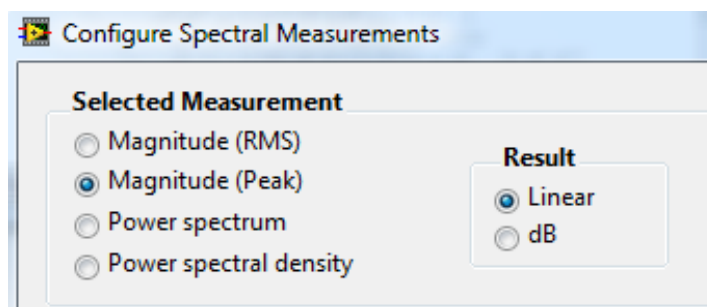 Configure Spectral Measurements
Selected Measurement
Magnitude (RMS)
Magnitude (Peak)
Power spectrum
Power spectral density
Result
Linear
dB